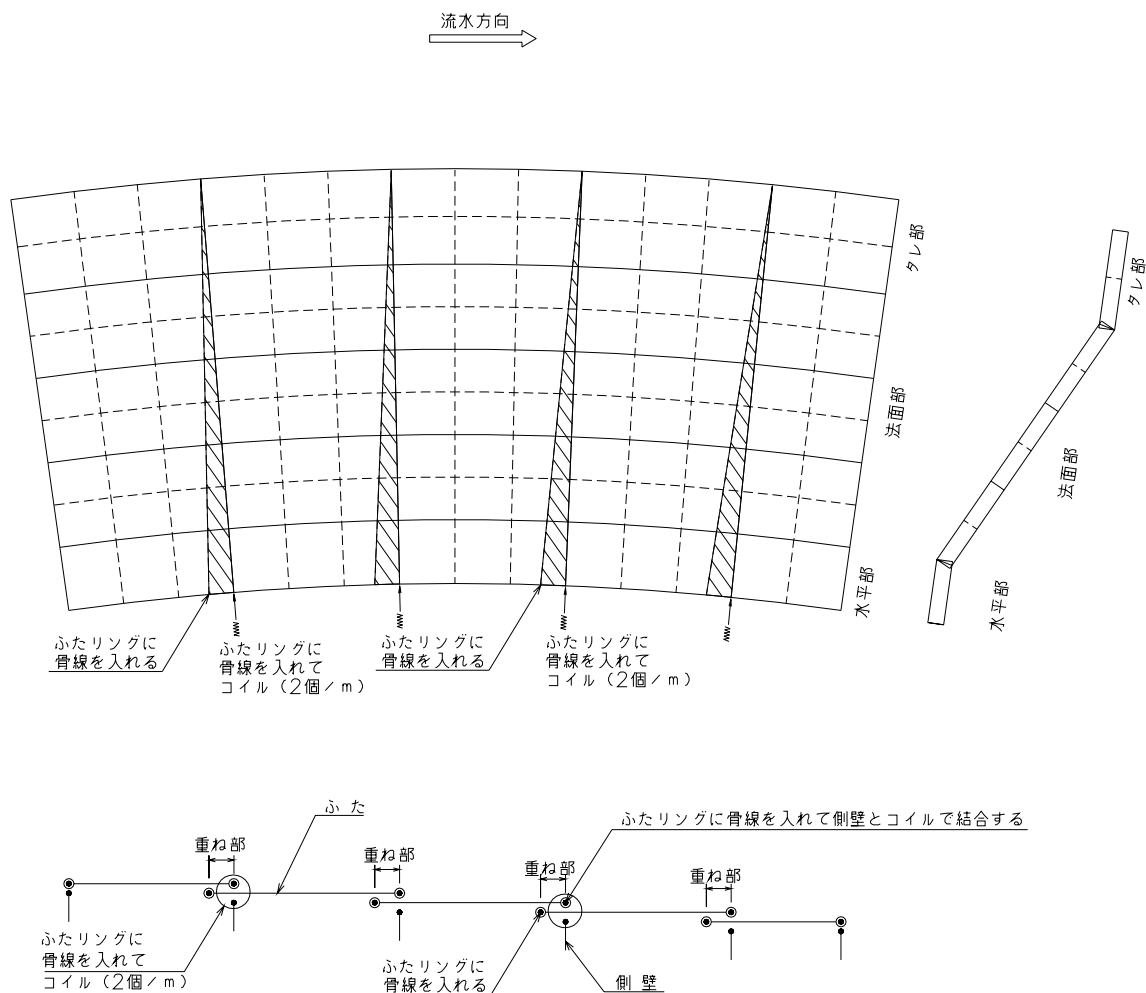 流水方向
タレ部
法面部
水平部
タレ部
法面部
水平部
ふたリングに
骨線を入れる
ふたリングに
骨線を入れて
コイル（2個／ｍ）
ふたリングに
骨線を入れる
ふたリングに
骨線を入れて
コイル（2個／ｍ）
ふた
ふたリングに骨線を入れて側壁とコイルで結合する
重ね部
重ね部
重ね部
重ね部
ふたリングに
骨線を入れて
コイル（2個／ｍ）
ふたリングに
骨線を入れる
側壁